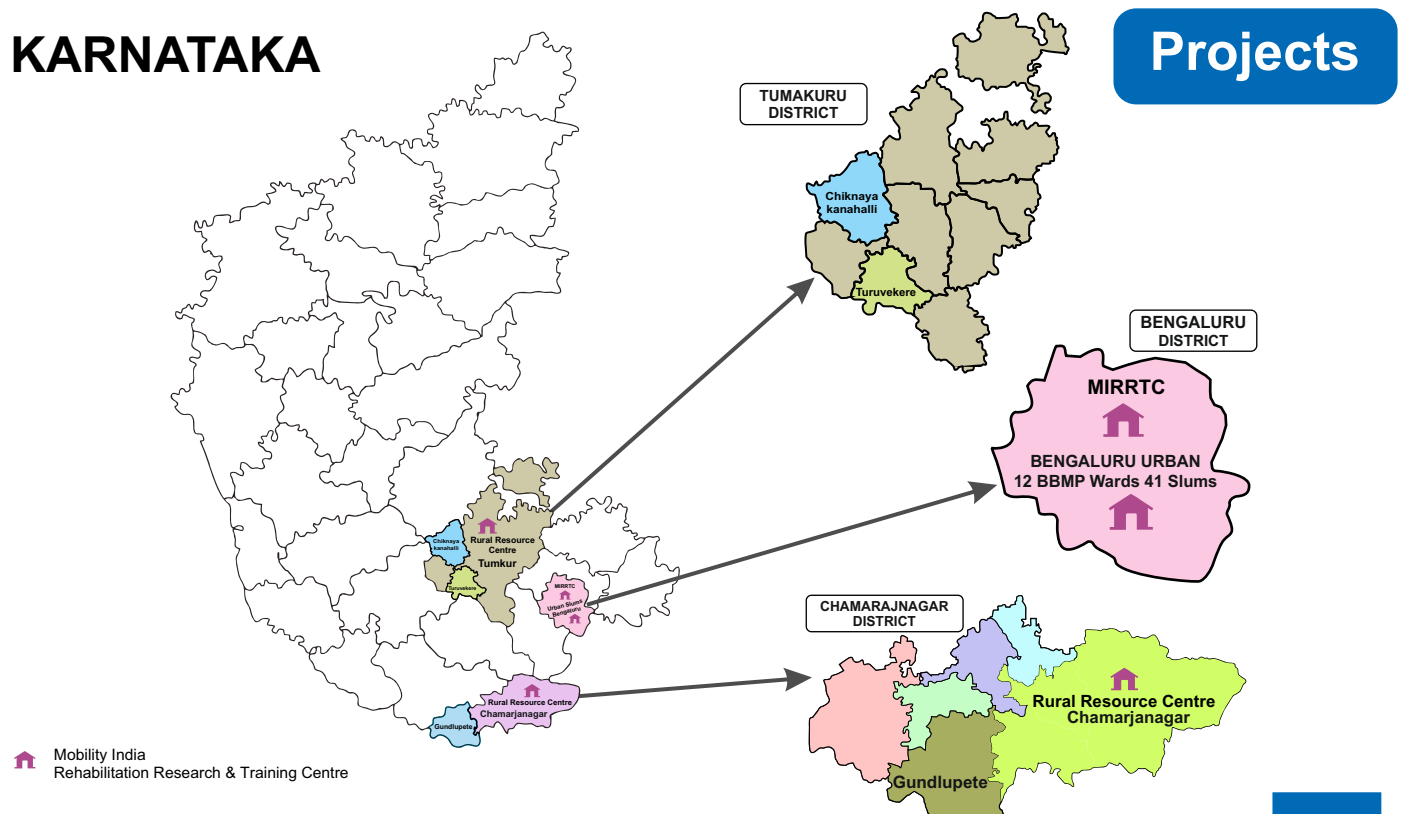 KARNATAKA
Projects
TUMAKURU
DISTRICT
Chiknaya
kanahalli
Turuvekere
BENGALURU
DISTRICT
MIRRTC
BENGALURU URBAN
12 BBMP Wards 41 Slums
Chiknaya
kanahalli
Rural Resource
Centre
Tumkur
Turuvekere
MIRRTC
Urban Slums
Bengaluru
CHAMARAJNAGAR
DISTRICT
Rural Resource Centre
Chamarjanagar
Gundlupete
Rural Resource Centre
Chamarjanagar
Gundlupete
Mobility India
Rehabilitation Research & Training Centre